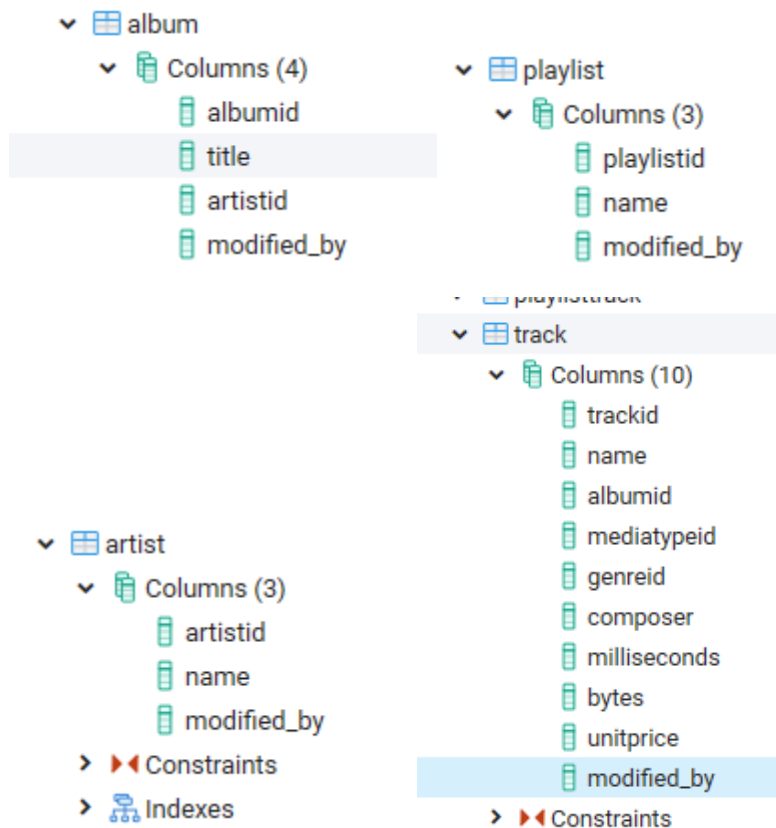 album
Columns (4)
albumid
title
artistid
modified_by
playlist
Columns (3)
playlistid
name
modified_by
playlisttrack
track
Columns (10)
trackid
name
albumid
mediatypeid
genreid
composer
milliseconds
bytes
unitprice
modified_by
Constraints
artist
Columns (3)
artistid
name
modified_by
Constraints
Indexes